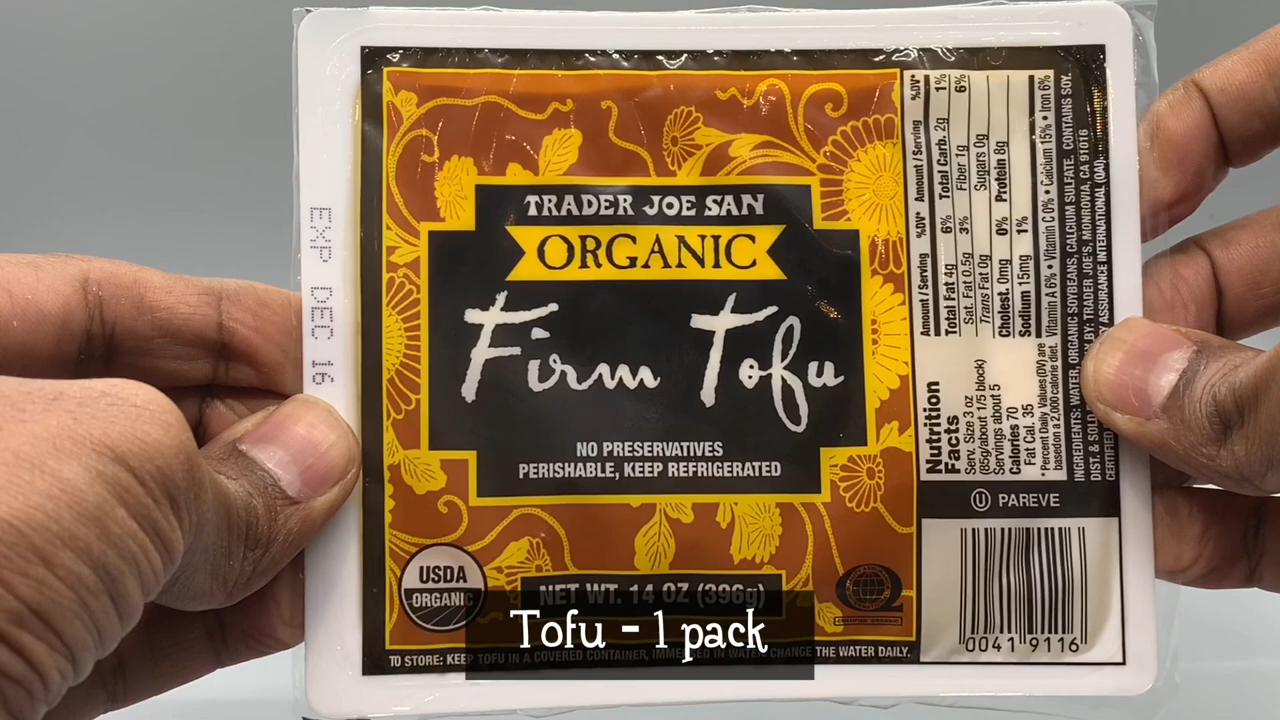 EXP DEC 16
TRADER JOE SAN
ORGANIC
Firm Tofu
NO PRESERVATIVES
PERISHABLE, KEEP REFRIGERATED
USDA
ORGANIC
NET WT. 14 OZ (396g)
Tofu - 1 pack
TO STORE: KEEP TOFU IN A COVERED CONTAINER, IMMERSED IN WATER. CHANGE THE WATER DAILY.
Nutrition
Facts
Serv. Size 3 oz
(85g/about 1/5 block)
Servings about 5
Calories 70
Fat Cal. 35
*Percent Daily Values (DV) are
based on a 2,000 calorie diet.
Amount / Serving %DV*
Total Fat 4g 6%
Sat. Fat 0.5g 3%
Trans Fat 0g
Cholest. 0mg 0%
Sodium 15mg 1%
Amount / Serving %DV*
Total Carb. 2g 1%
Fiber 1g 6%
Sugars 0g
Protein 8g
Vitamin A 6% • Vitamin C 0% • Calcium 15% • Iron 6%
INGREDIENTS: WATER, ORGANIC SOYBEANS, CALCIUM SULFATE. CONTAINS SOY.
DIST. & SOLD BY: TRADER JOE'S, MONROVIA, CA 91016
CERTIFIED ASSURANCE INTERNATIONAL (QAI).
U PAREVE
CERTIFIED ORGANIC
0041 9116